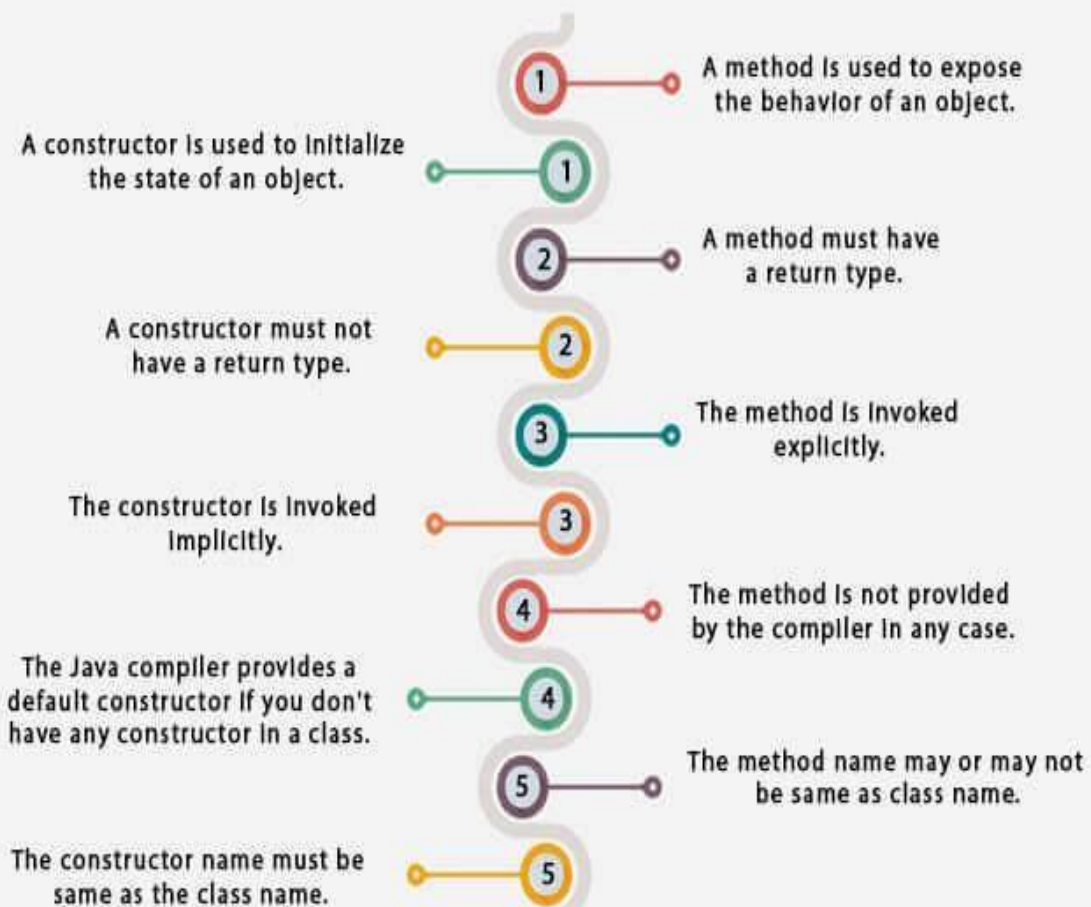 1
A method is used to expose
the behavior of an object.
A constructor is used to initialize
the state of an object.
1
2
A method must have
a return type.
A constructor must not
have a return type.
2
3
The method is invoked
explicitly.
The constructor is invoked
implicitly.
3
4
The method is not provided
by the compiler in any case.
The Java compiler provides a
default constructor if you don't
have any constructor in a class.
4
5
The method name may or may not
be same as class name.
The constructor name must be
same as the class name.
5